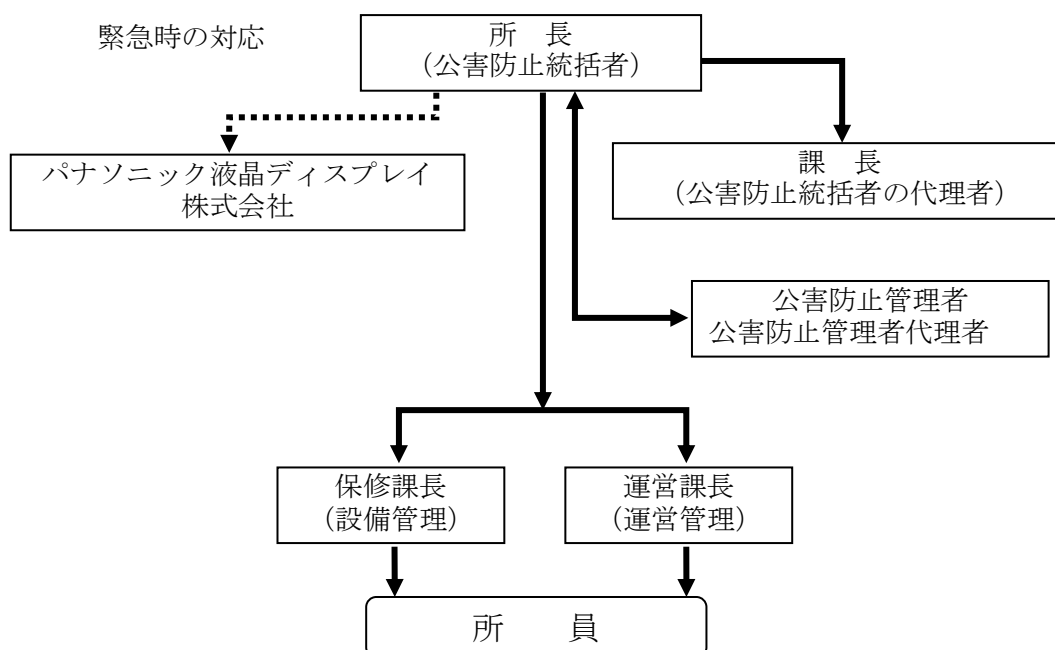 緊急時の対応
所　長
（公害防止統括者）
パナソニック液晶ディスプレイ
株式会社
課　長
（公害防止統括者の代理者）
公害防止管理者
公害防止管理者代理者
保修課長
（設備管理）
運営課長
（運営管理）
所　　員